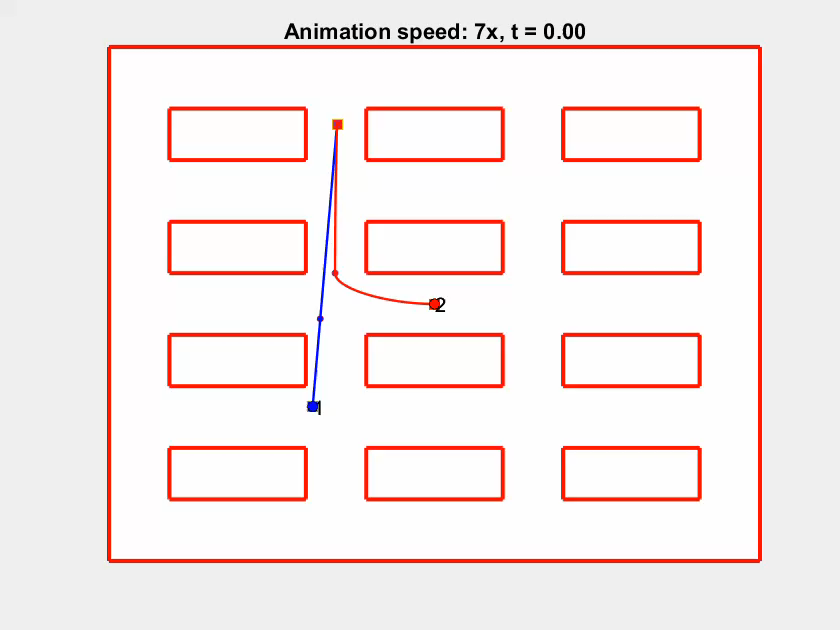 Animation speed: 7x, t = 0.00
2
1